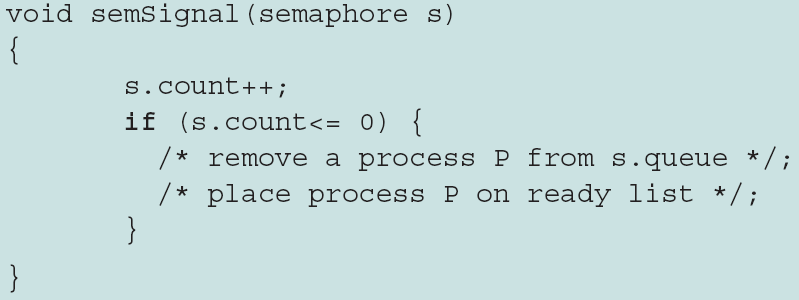 void semSignal(semaphore s)
{
        s.count++;
        if (s.count<= 0) {
          /* remove a process P from s.queue */;
          /* place process P on ready list */;
        }
}